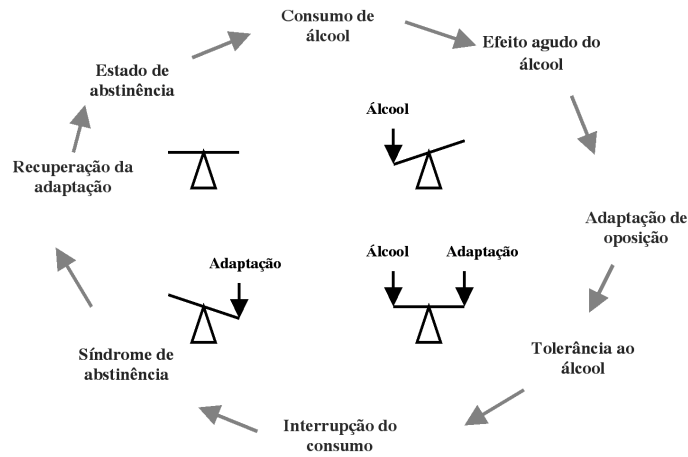 Consumo de
álcool
Efeito agudo do
álcool
Estado de
abstinência
Álcool
Recuperação da
adaptação
Adaptação de
oposição
Adaptação
Álcool
Adaptação
Síndrome de
abstinência
Tolerância ao
álcool
Interrupção do
consumo